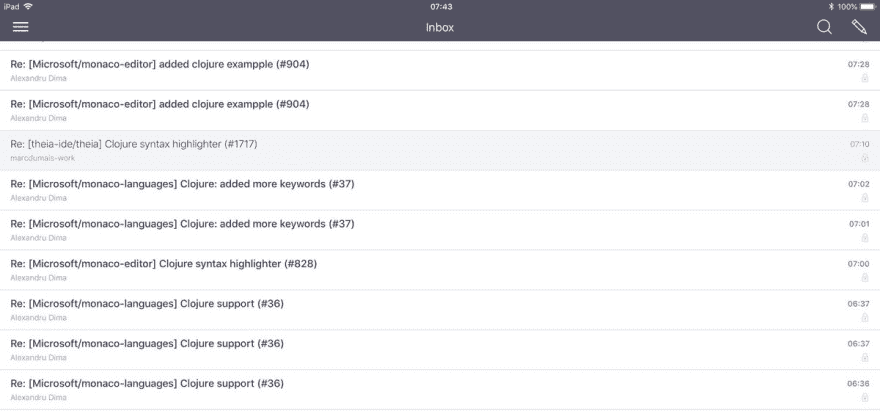 iPad 07:43 100%
Inbox
Re: [Microsoft/monaco-editor] added clojure exampple (#904) 07:28
Alexandru Dima
Re: [Microsoft/monaco-editor] added clojure exampple (#904) 07:28
Alexandru Dima
Re: [theia-ide/theia] Clojure syntax highlighter (#1717) 07:10
marcdumais-work
Re: [Microsoft/monaco-languages] Clojure: added more keywords (#37) 07:02
Alexandru Dima
Re: [Microsoft/monaco-languages] Clojure: added more keywords (#37) 07:01
Alexandru Dima
Re: [Microsoft/monaco-editor] Clojure syntax highlighter (#828) 07:00
Alexandru Dima
Re: [Microsoft/monaco-languages] Clojure support (#36) 06:37
Alexandru Dima
Re: [Microsoft/monaco-languages] Clojure support (#36) 06:37
Alexandru Dima
Re: [Microsoft/monaco-languages] Clojure support (#36) 06:36
Alexandru Dima